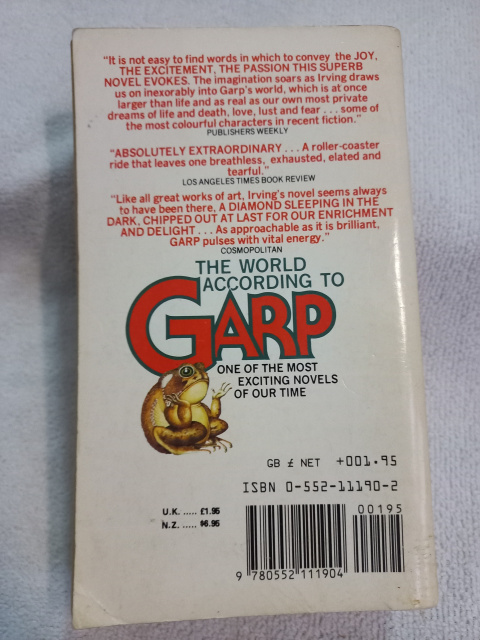 "It is not easy to find words in which to convey the JOY,
THE EXCITEMENT, THE PASSION THIS SUPERB
NOVEL EVOKES. The imagination soars as Irving draws
us on inexorably into Garp's world, which is at once
larger than life and as real as our own most private
dreams of life and death, love, lust and fear . . . some of
the most colourful characters in recent fiction."
PUBLISHERS WEEKLY
"ABSOLUTELY EXTRAORDINARY . . . A roller-coaster
ride that leaves one breathless, exhausted, elated and
tearful."
LOS ANGELES TIMES BOOK REVIEW
"Like all great works of art, Irving's novel seems always
to have been there, A DIAMOND SLEEPING IN THE
DARK, CHIPPED OUT AT LAST FOR OUR ENRICHMENT
AND DELIGHT . . . As approachable as it is brilliant,
GARP pulses with vital energy."
COSMOPOLITAN
THE WORLD
ACCORDING TO
GARP
ONE OF THE MOST
EXCITING NOVELS
OF OUR TIME
GB £ NET +001.95
ISBN 0-552-11190-2
U.K. ..... £1.95
N.Z. ..... $6.95
00195
9 780552 111904